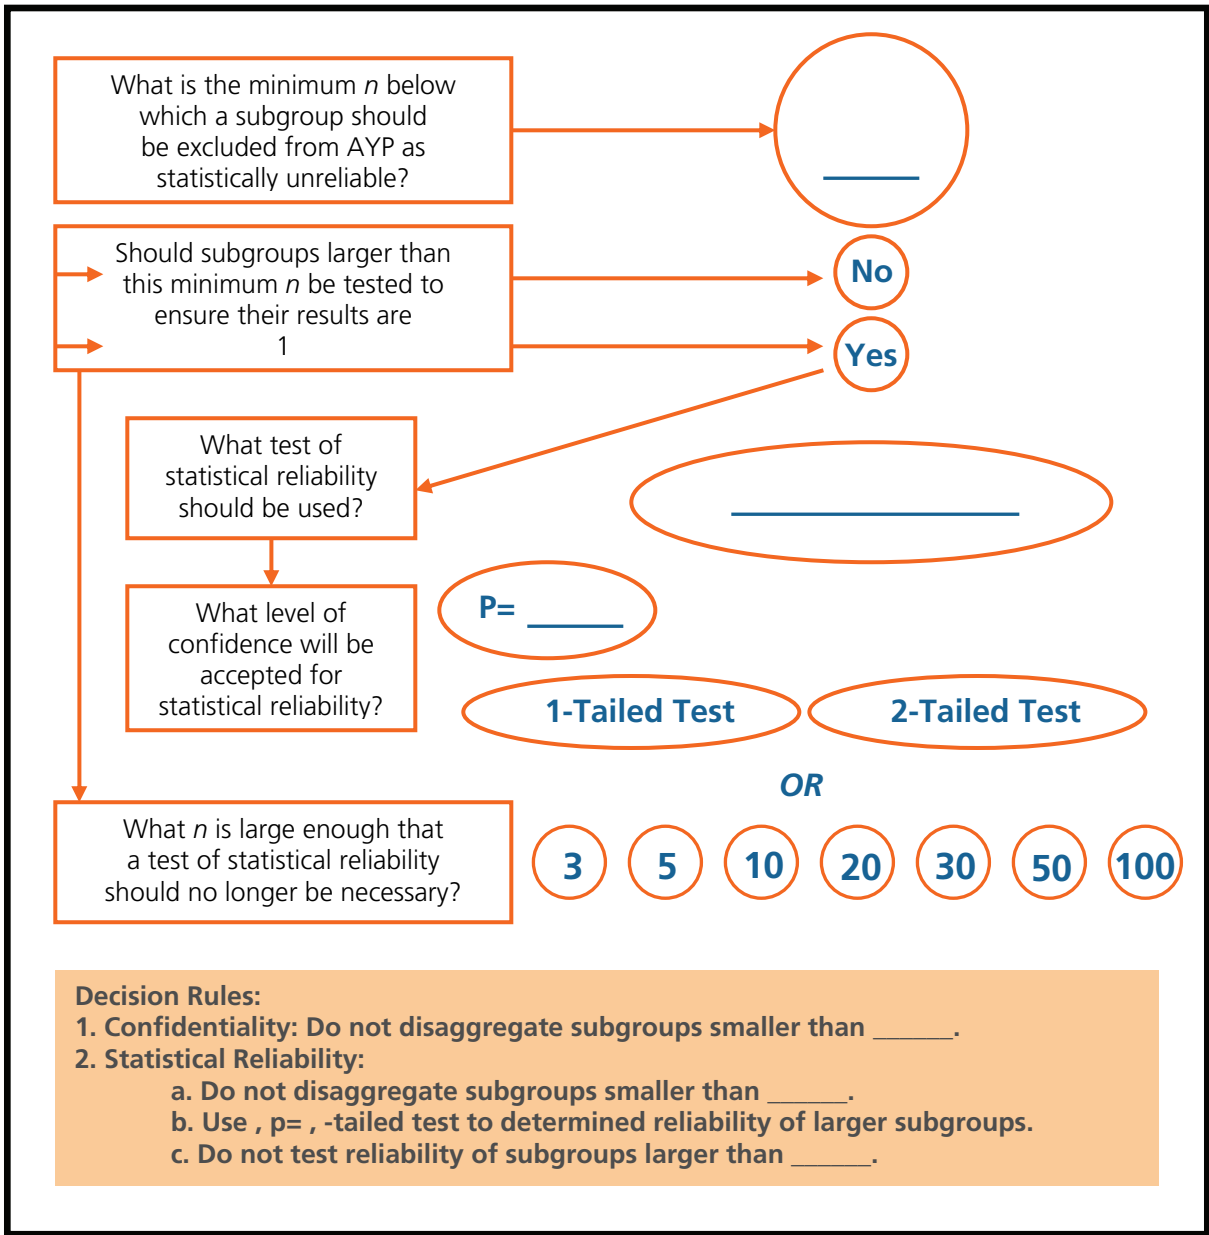 What is the minimum n below
which a subgroup should
be excluded from AYP as
statistically unreliable?
Should subgroups larger than
this minimum n be tested to
ensure their results are
1
No
Yes
What test of
statistical reliability
should be used?
What level of
confidence will be
accepted for
statistical reliability?
P= ______
1-Tailed Test
2-Tailed Test
OR
What n is large enough that
a test of statistical reliability
should no longer be necessary?
3 5 10 20 30 50 100
Decision Rules:
1. Confidentiality: Do not disaggregate subgroups smaller than ______.
2. Statistical Reliability:
a. Do not disaggregate subgroups smaller than ______.
b. Use , p= , -tailed test to determined reliability of larger subgroups.
c. Do not test reliability of subgroups larger than ______.